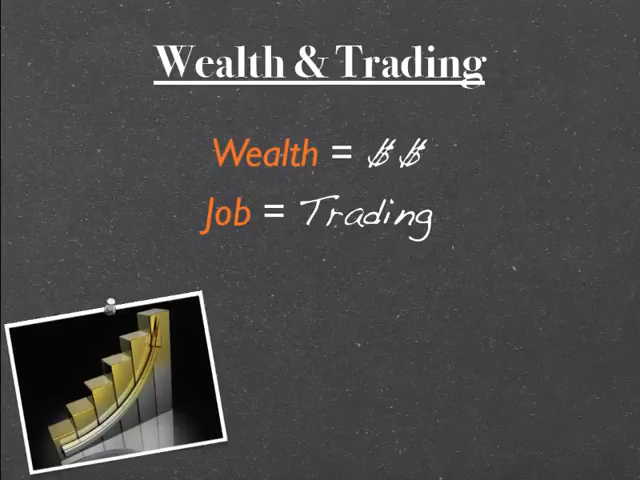 Wealth & Trading
Wealth = $$
Job = Trading